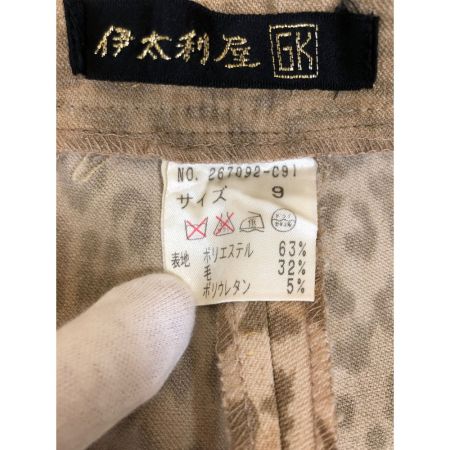 伊太利屋 GK
NO. 267092-C91
サイズ 9
表地 ポリエステル 63%
毛 32%
ポリウレタン 5%